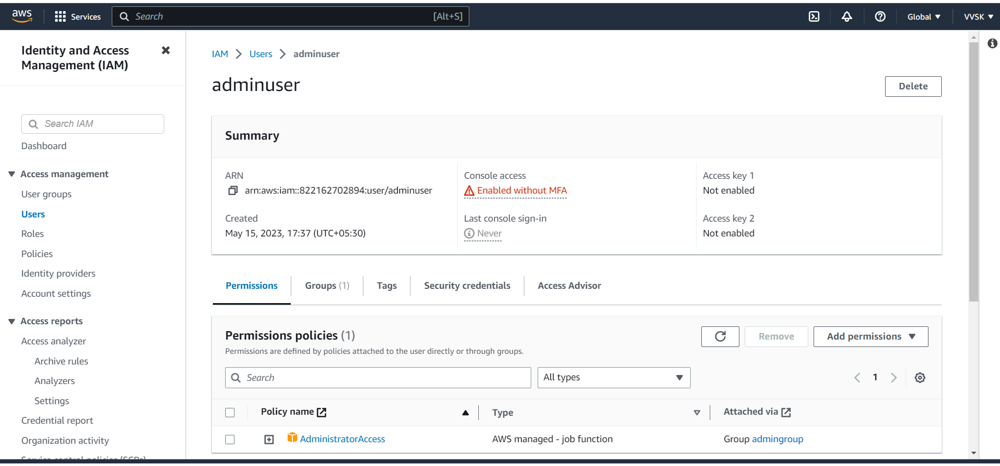 aws
Services
Search
[Alt+S]
Global
VVSK
Identity and Access
Management (IAM)
Search IAM
Dashboard
Access management
User groups
Users
Roles
Policies
Identity providers
Account settings
Access reports
Access analyzer
Archive rules
Analyzers
Settings
Credential report
Organization activity
Service control policies (SCPs)
IAM > Users > adminuser
adminuser
Delete
Summary
ARN
arn:aws:iam::822162702894:user/adminuser
Console access
Enabled without MFA
Access key 1
Not enabled
Created
May 15, 2023, 17:37 (UTC+05:30)
Last console sign-in
Never
Access key 2
Not enabled
Permissions
Groups (1)
Tags
Security credentials
Access Advisor
Permissions policies (1)
Permissions are defined by policies attached to the user directly or through groups.
Remove
Add permissions
Search
All types
1
Policy name
Type
Attached via
AdministratorAccess
AWS managed - job function
Group admingroup